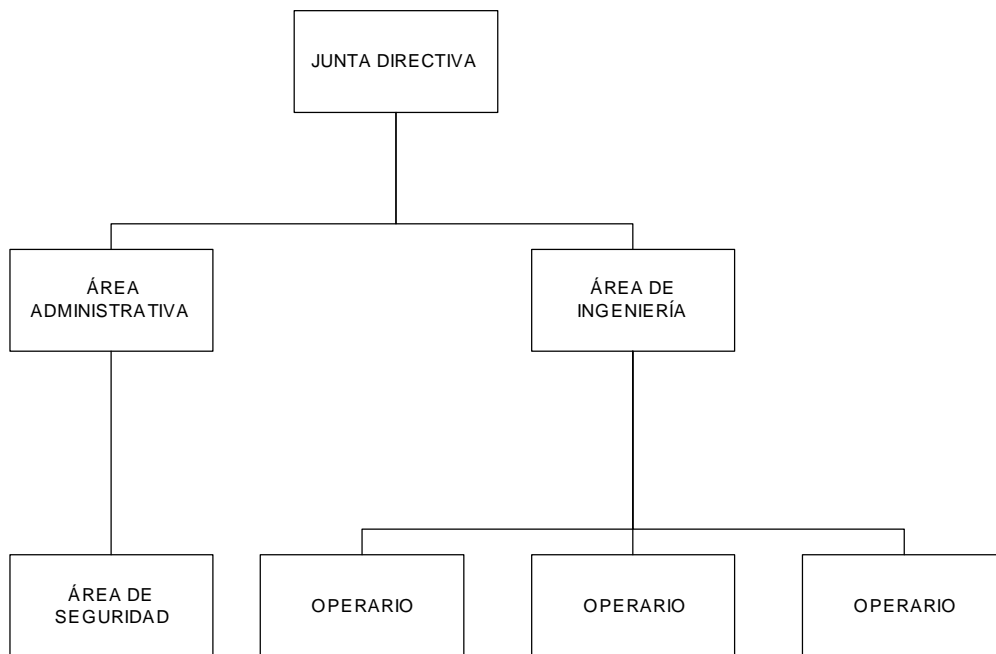 JUNTA DIRECTIVA
ÁREA
ADMINISTRATIVA
ÁREA DE
INGENIERÍA
ÁREA DE
SEGURIDAD
OPERARIO
OPERARIO
OPERARIO